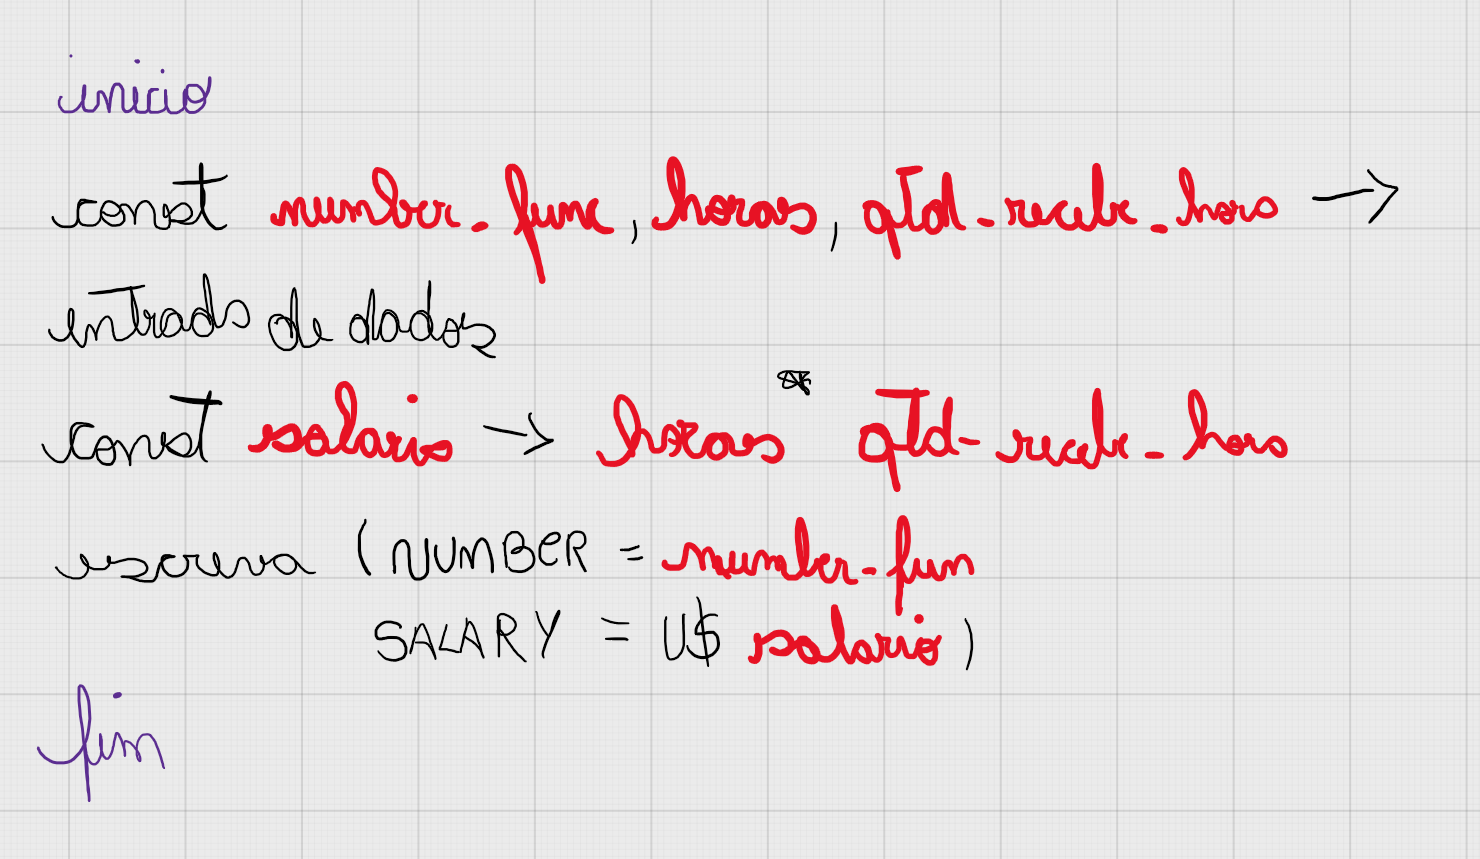 inicio
const number_func, horas, qtd_recebe_hora →
entrada de dados
const salario → horas * qtd_recebe_hora
escreva (NUMBER = number_fun
SALARY = U$ salario)
fim